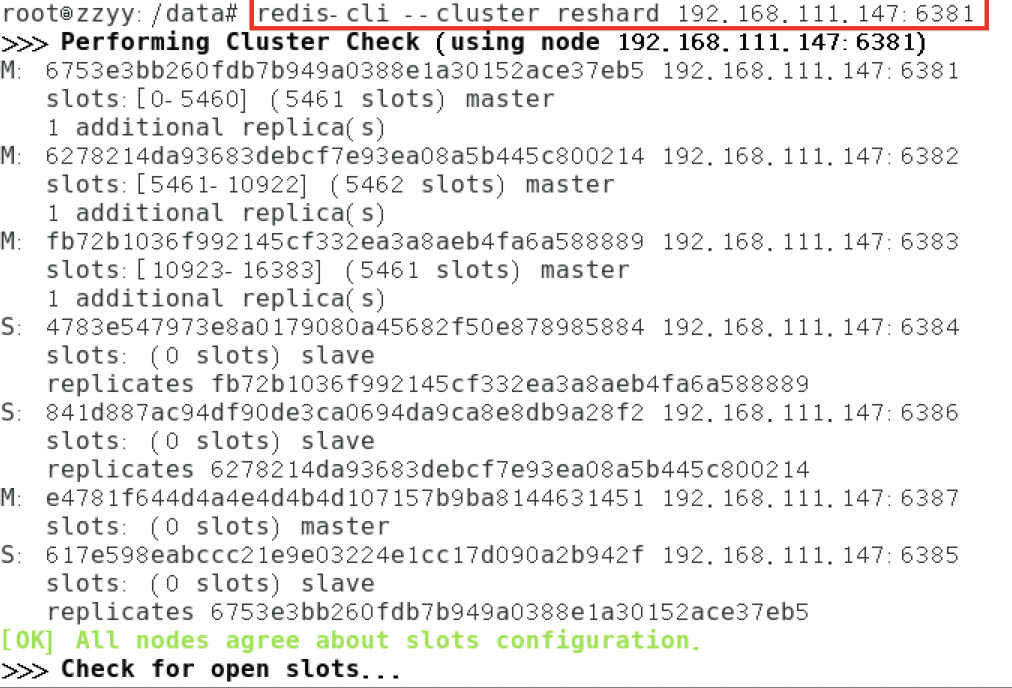 root@zzyy:/data# redis-cli --cluster reshard 192.168.111.147:6381
>>> Performing Cluster Check (using node 192.168.111.147:6381)
M: 6753e3bb260fdb7b949a0388e1a30152ace37eb5 192.168.111.147:6381
   slots:[0-5460] (5461 slots) master
   1 additional replica(s)
M: 6278214da93683debcf7e93ea08a5b445c800214 192.168.111.147:6382
   slots:[5461-10922] (5462 slots) master
   1 additional replica(s)
M: fb72b1036f992145cf332ea3a8aeb4fa6a588889 192.168.111.147:6383
   slots:[10923-16383] (5461 slots) master
   1 additional replica(s)
S: 4783e547973e8a0179080a45682f50e878985884 192.168.111.147:6384
   slots: (0 slots) slave
   replicates fb72b1036f992145cf332ea3a8aeb4fa6a588889
S: 841d887ac94df90de3ca0694da9ca8e8db9a28f2 192.168.111.147:6386
   slots: (0 slots) slave
   replicates 6278214da93683debcf7e93ea08a5b445c800214
M: e4781f644d4a4e4d4b4d107157b9ba8144631451 192.168.111.147:6387
   slots: (0 slots) master
S: 617e598eabccc21e9e03224e1cc17d090a2b942f 192.168.111.147:6385
   slots: (0 slots) slave
   replicates 6753e3bb260fdb7b949a0388e1a30152ace37eb5
[OK] All nodes agree about slots configuration.
>>> Check for open slots...